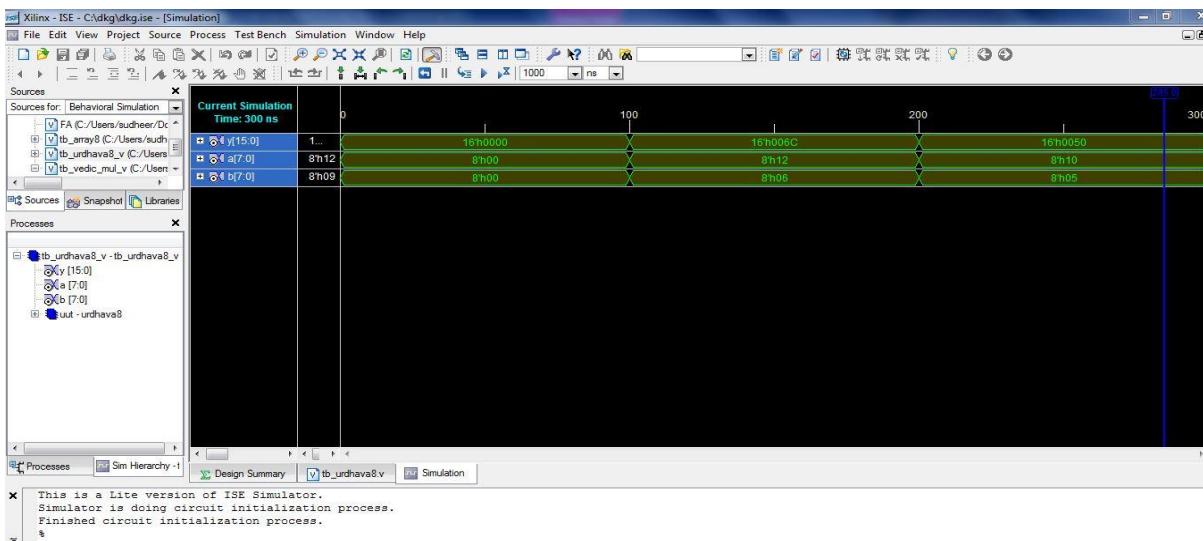 Xilinx - ISE - C:\dkg\dkg.ise - [Simulation]
File Edit View Project Source Process Test Bench Simulation Window Help
1000 ns
Sources
Sources for: Behavioral Simulation
FA (C:/Users/sudheer/Dc
tb_array8 (C:/Users/sudh
tb_urdhava8_v (C:/Users
tb_vedic_mul_v (C:/Users
Sources Snapshot Libraries
Processes
tb_urdhava8_v - tb_urdhava8_v
y [15:0]
a [7:0]
b [7:0]
uut - urdhava8
Processes Sim Hierarchy - t
Current Simulation
Time: 300 ns
0 100 200 300
285.0
y[15:0] 1... 16'h0000 16'h006C 16'h0050
a[7:0] 8'h12 8'h00 8'h12 8'h10
b[7:0] 8'h09 8'h00 8'h06 8'h05
Design Summary tb_urdhava8.v Simulation
This is a Lite version of ISE Simulator.
Simulator is doing circuit initialization process.
Finished circuit initialization process.
%